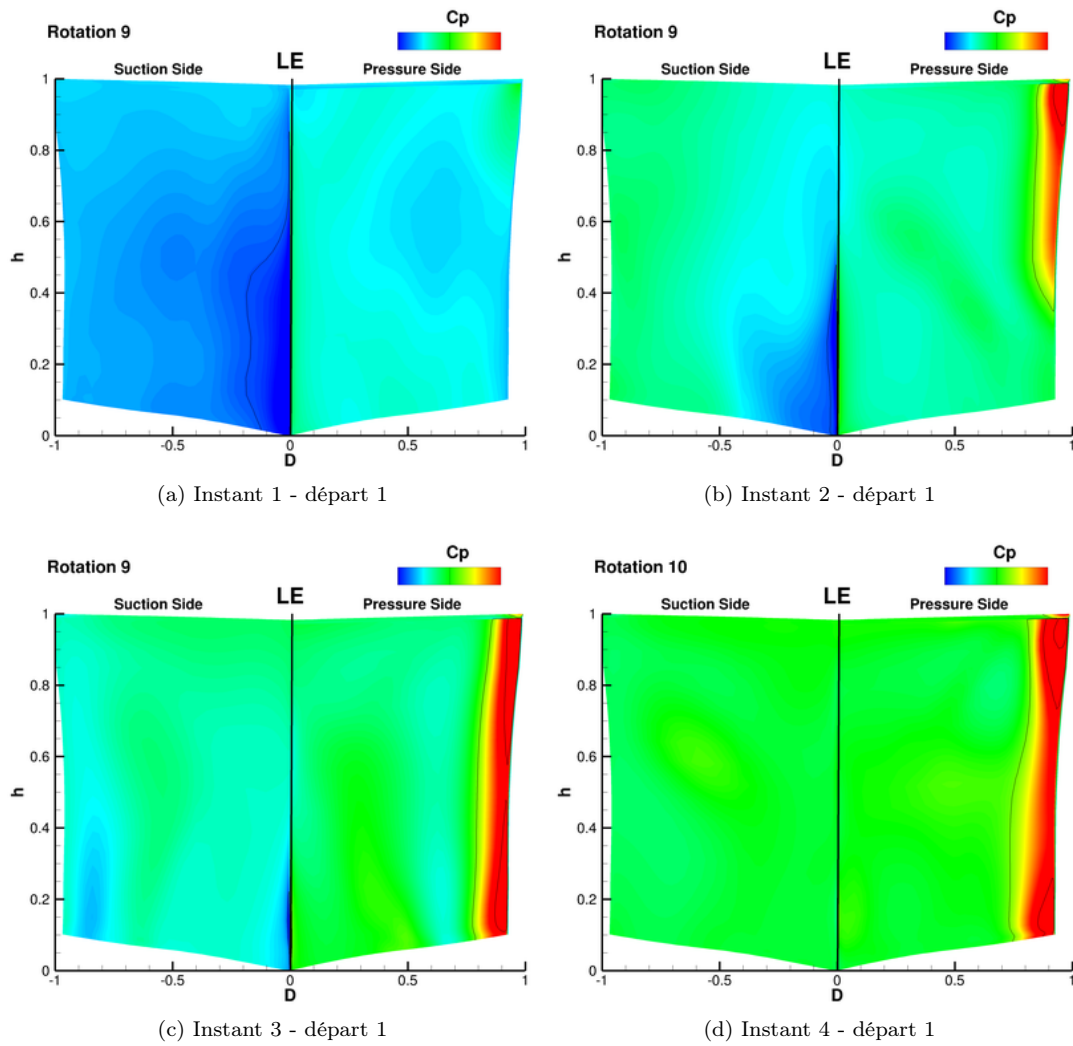 Cp
Rotation 9
LE
Suction Side Pressure Side
1
0.8
0.6
h
0.4
0.2
0
-1 -0.5 0 0.5 1
D
(a) Instant 1 - départ 1
Cp
Rotation 9
LE
Suction Side Pressure Side
1
0.8
0.6
h
0.4
0.2
0
-1 -0.5 0 0.5 1
D
(b) Instant 2 - départ 1
Cp
Rotation 9
LE
Suction Side Pressure Side
1
0.8
0.6
h
0.4
0.2
0
-1 -0.5 0 0.5 1
D
(c) Instant 3 - départ 1
Cp
Rotation 10
LE
Suction Side Pressure Side
1
0.8
0.6
h
0.4
0.2
0
-1 -0.5 0 0.5 1
D
(d) Instant 4 - départ 1